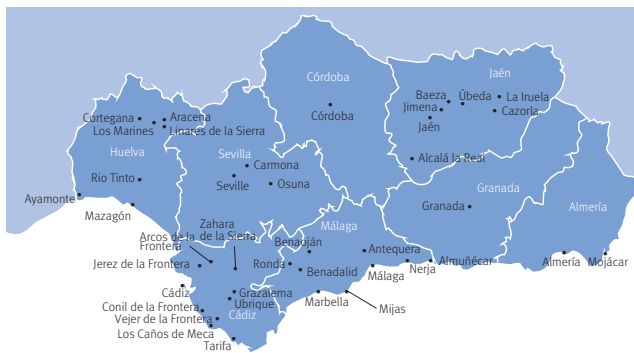 Córdoba
Jaén
Baeza
Úbeda
La Iruela
Jimena
Cazorla
Córdoba
Jaén
Cortegana
Aracena
Los Marines
Linares de la Sierra
Huelva
Sevilla
Alcalá la Real
Carmona
Rio Tinto
Seville
Osuna
Granada
Ayamonte
Granada
Almería
Mazagón
Zahara
de la Sierra
Málaga
Arcos de la
Frontera
Benaoján
Antequera
Jerez de la Frontera
Ronda
Benadalid
Málaga
Nerja
Almuñécar
Almería
Mojácar
Cádiz
Grazalema
Ubrique
Marbella
Mijas
Conil de la Frontera
Cádiz
Vejer de la Frontera
Los Caños de Meca
Tarifa